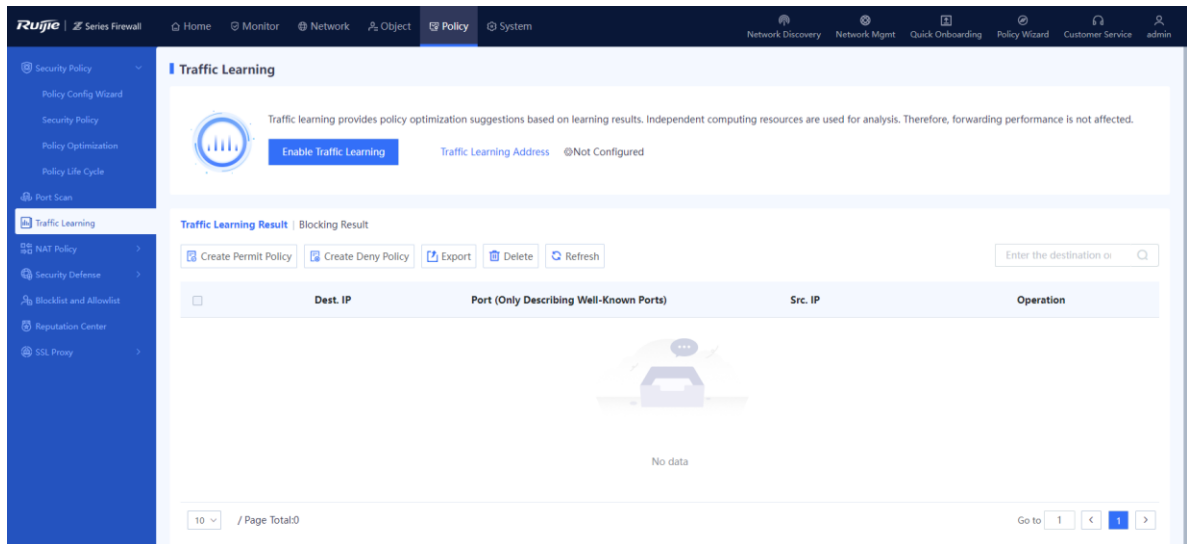 Ruijie | Z Series Firewall
Home Monitor Network Object Policy System
Network Discovery Network Mgmt Quick Onboarding Policy Wizard Customer Service admin
Security Policy
Policy Config Wizard
Security Policy
Policy Optimization
Policy Life Cycle
Port Scan
Traffic Learning
NAT Policy
Security Defense
Blocklist and Allowlist
Reputation Center
SSL Proxy
Traffic Learning
Traffic learning provides policy optimization suggestions based on learning results. Independent computing resources are used for analysis. Therefore, forwarding performance is not affected.
Enable Traffic Learning Traffic Learning Address Not Configured
Traffic Learning Result | Blocking Result
Create Permit Policy Create Deny Policy Export Delete Refresh Enter the destination
Dest. IP Port (Only Describing Well-Known Ports) Src. IP Operation
No data
10 / Page Total:0 Go to 1 < 1 >